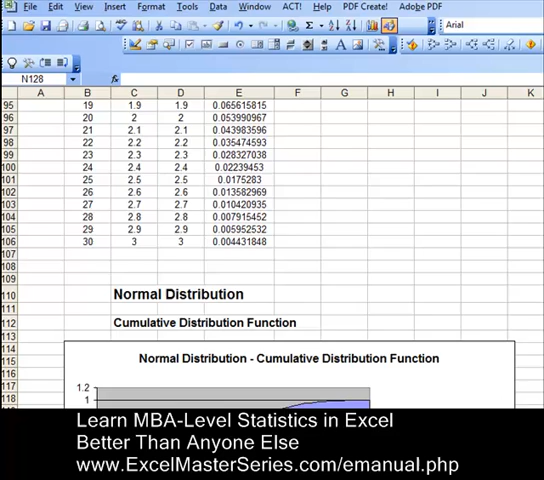 File Edit View Insert Format Tools Data Window ACT! Help PDF Create! Adobe PDF
Arial
N128 fx
A B C D E F G H I J K
95 19 1.9 1.9 0.065615815
96 20 2 2 0.053990967
97 21 2.1 2.1 0.043983596
98 22 2.2 2.2 0.035474593
99 23 2.3 2.3 0.028327038
100 24 2.4 2.4 0.02239453
101 25 2.5 2.5 0.0175283
102 26 2.6 2.6 0.013582969
103 27 2.7 2.7 0.010420935
104 28 2.8 2.8 0.007915452
105 29 2.9 2.9 0.005952532
106 30 3 3 0.004431848
107
108
109
110 Normal Distribution
111
112 Cumulative Distribution Function
113
114
115 Normal Distribution - Cumulative Distribution Function
116
117 1.2
118 1
Learn MBA-Level Statistics in Excel
Better Than Anyone Else
www.ExcelMasterSeries.com/emanual.php